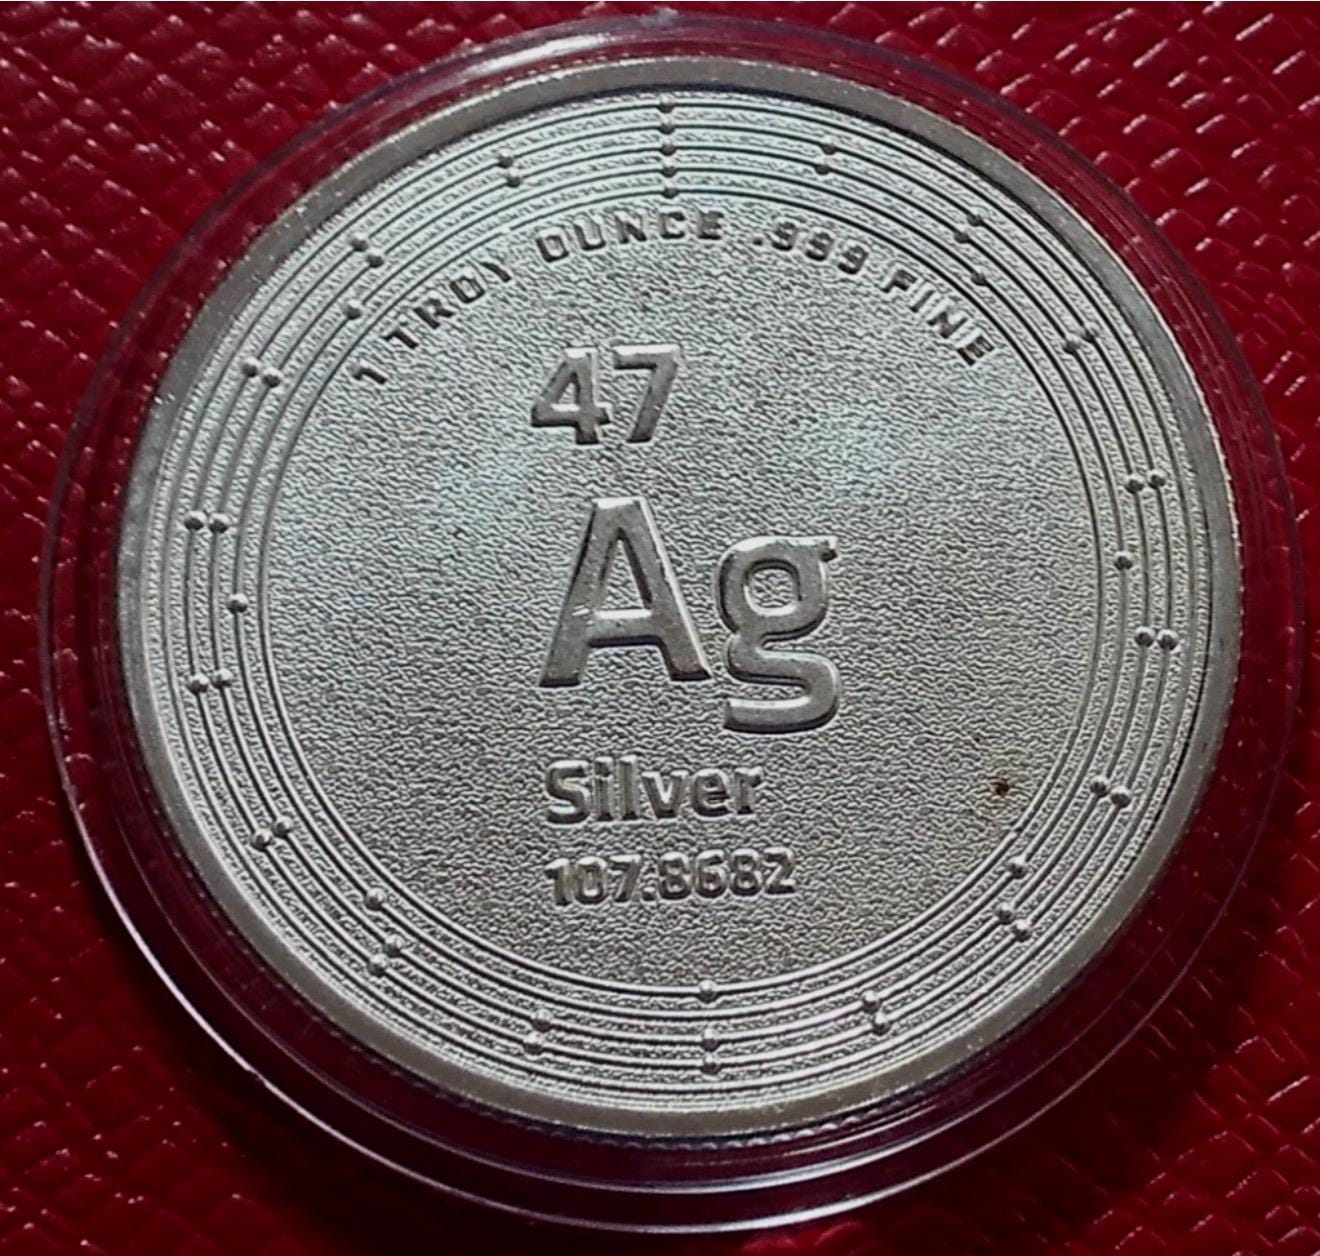 1 TROY OUNCE .999 FINE
47
Ag
Silver
107.8682